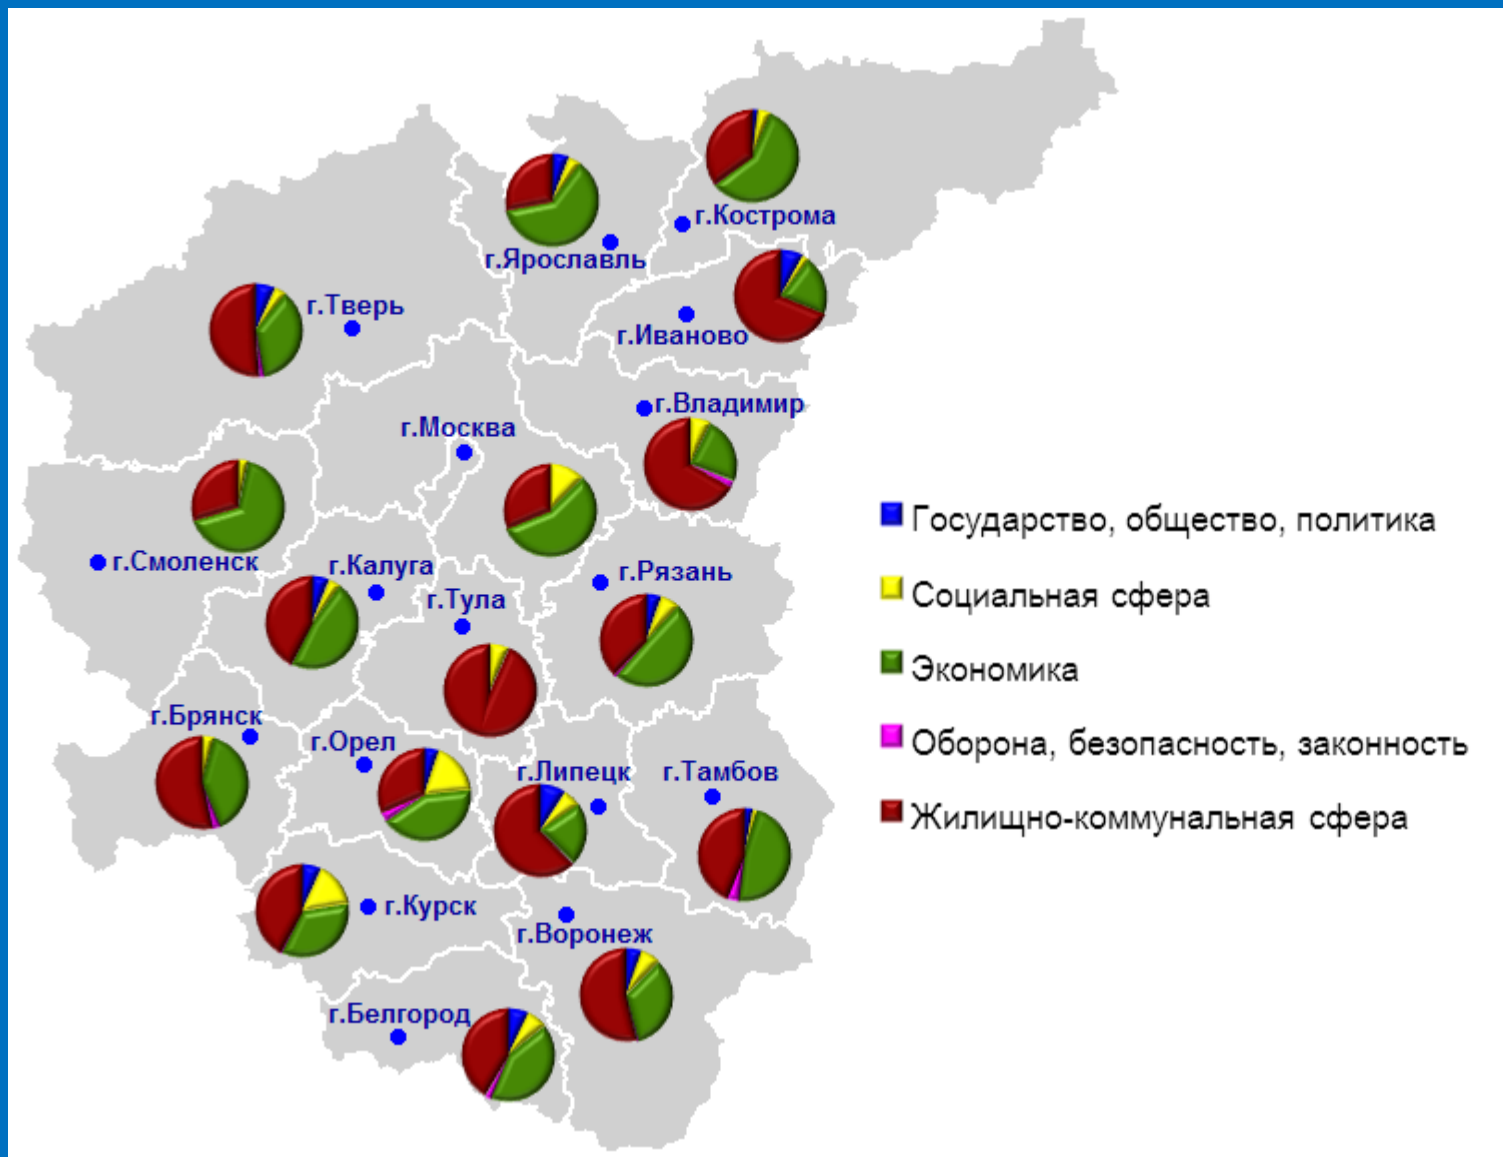 г.Кострома
г.Ярославль
г.Тверь
г.Иваново
г.Владимир
г.Москва
г.Смоленск
г.Калуга
г.Рязань
г.Тула
г.Брянск
г.Орел
г.Липецк
г.Тамбов
г.Курск
г.Воронеж
г.Белгород
Государство, общество, политика
Социальная сфера
Экономика
Оборона, безопасность, законность
Жилищно-коммунальная сфера